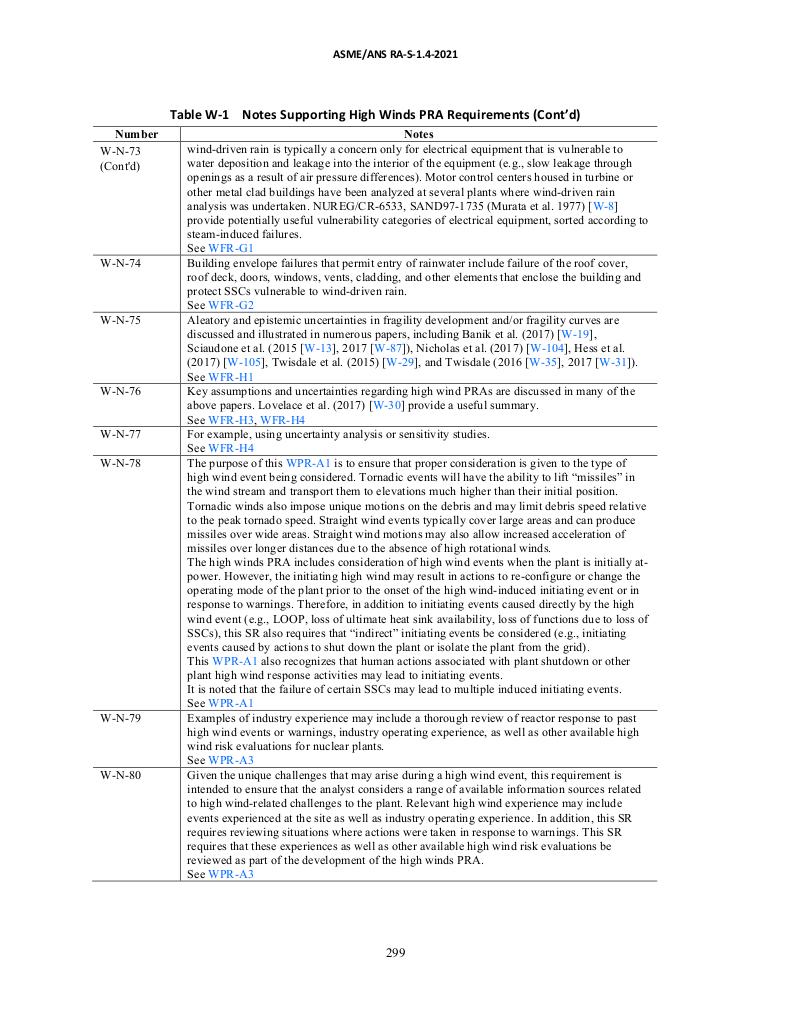 ASME/ANS RA-S-1.4-2021
Table W-1 Notes Supporting High Winds PRA Requirements (Cont’d)
Number Notes
W-N-73 wind-driven rain is typically a concern only for electrical equipment that is vulnerable to
(Cont'd) water deposition and leakage into the interior of the equipment (e.g., slow leakage through
openings as a result of air pressure differences). Motor control centers housed in turbine or
other metal clad buildings have been analyzed at several plants where wind-driven rain
analysis was undertaken. NUREG/CR-6533, SAND97-1735 (Murata et al. 1977) [W-8]
provide potentially useful vulnerability categories of electrical equipment, sorted according to
steam-induced failures.
See WFR-G1
W-N-74 Building envelope failures that permit entry of rainwater include failure of the roof cover,
roof deck, doors, windows, vents, cladding, and other elements that enclose the building and
protect SSCs vulnerable to wind-driven rain.
See WFR-G2
W-N-75 Aleatory and epistemic uncertainties in fragility development and/or fragility curves are
discussed and illustrated in numerous papers, including Banik et al. (2017) [W-19],
Sciaudone et al. (2015 [W-13], 2017 [W-87]), Nicholas et al. (2017) [W-104], Hess et al.
(2017) [W-105], Twisdale et al. (2015) [W-29], and Twisdale (2016 [W-35], 2017 [W-31]).
See WFR-H1
W-N-76 Key assumptions and uncertainties regarding high wind PRAs are discussed in many of the
above papers. Lovelace et al. (2017) [W-30] provide a useful summary.
See WFR-H3, WFR-H4
W-N-77 For example, using uncertainty analysis or sensitivity studies.
See WFR-H4
W-N-78 The purpose of this WPR-A1 is to ensure that proper consideration is given to the type of
high wind event being considered. Tornadic events will have the ability to lift “missiles” in
the wind stream and transport them to elevations much higher than their initial position.
Tornadic winds also impose unique motions on the debris and may limit debris speed relative
to the peak tornado speed. Straight wind events typically cover large areas and can produce
missiles over wide areas. Straight wind motions may also allow increased acceleration of
missiles over longer distances due to the absence of high rotational winds.
The high winds PRA includes consideration of high wind events when the plant is initially at-
power. However, the initiating high wind may result in actions to re-configure or change the
operating mode of the plant prior to the onset of the high wind-induced initiating event or in
response to warnings. Therefore, in addition to initiating events caused directly by the high
wind event (e.g., LOOP, loss of ultimate heat sink availability, loss of functions due to loss of
SSCs), this SR also requires that “indirect” initiating events be considered (e.g., initiating
events caused by actions to shut down the plant or isolate the plant from the grid).
This WPR-A1 also recognizes that human actions associated with plant shutdown or other
plant high wind response activities may lead to initiating events.
It is noted that the failure of certain SSCs may lead to multiple induced initiating events.
See WPR-A1
W-N-79 Examples of industry experience may include a thorough review of reactor response to past
high wind events or warnings, industry operating experience, as well as other available high
wind risk evaluations for nuclear plants.
See WPR-A3
W-N-80 Given the unique challenges that may arise during a high wind event, this requirement is
intended to ensure that the analyst considers a range of available information sources related
to high wind-related challenges to the plant. Relevant high wind experience may include
events experienced at the site as well as industry operating experience. In addition, this SR
requires reviewing situations where actions were taken in response to warnings. This SR
requires that these experiences as well as other available high wind risk evaluations be
reviewed as part of the development of the high winds PRA.
See WPR-A3
299